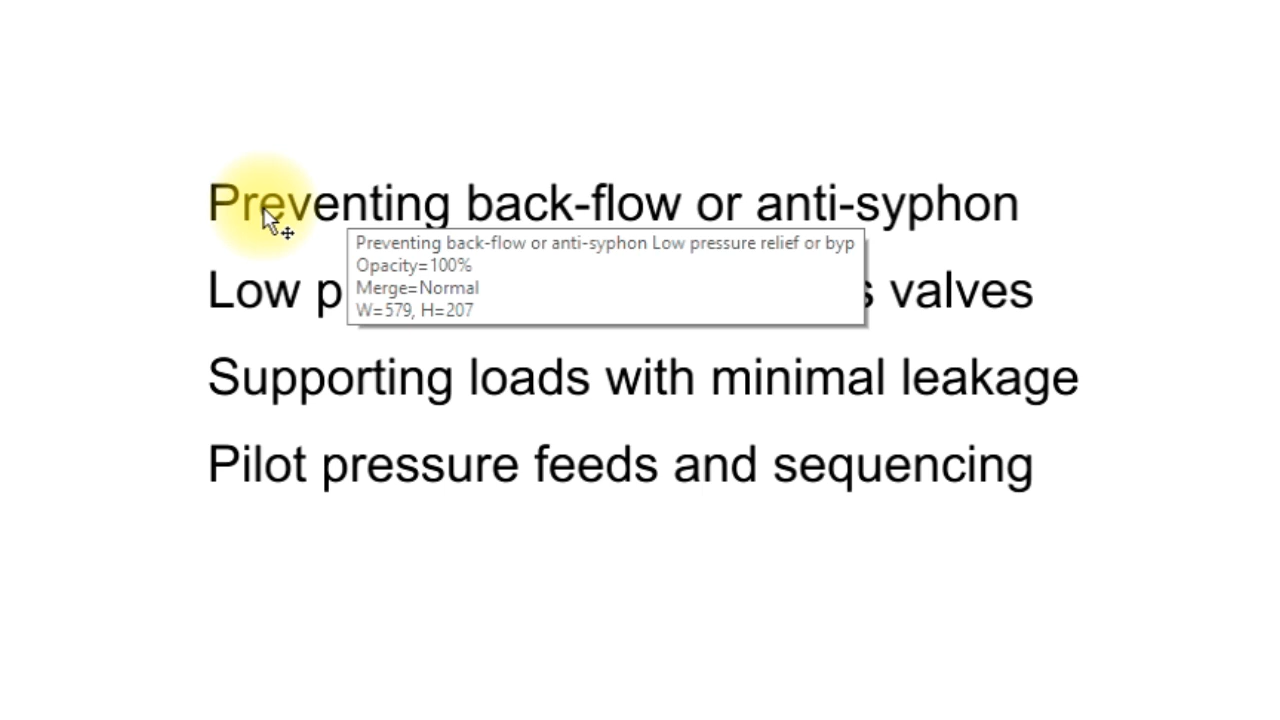 Preventing back-flow or anti-syphon
Preventing back-flow or anti-syphon Low pressure relief or byp
Opacity=100%
Merge=Normal
W=579, H=207
Low p valves
Supporting loads with minimal leakage
Pilot pressure feeds and sequencing